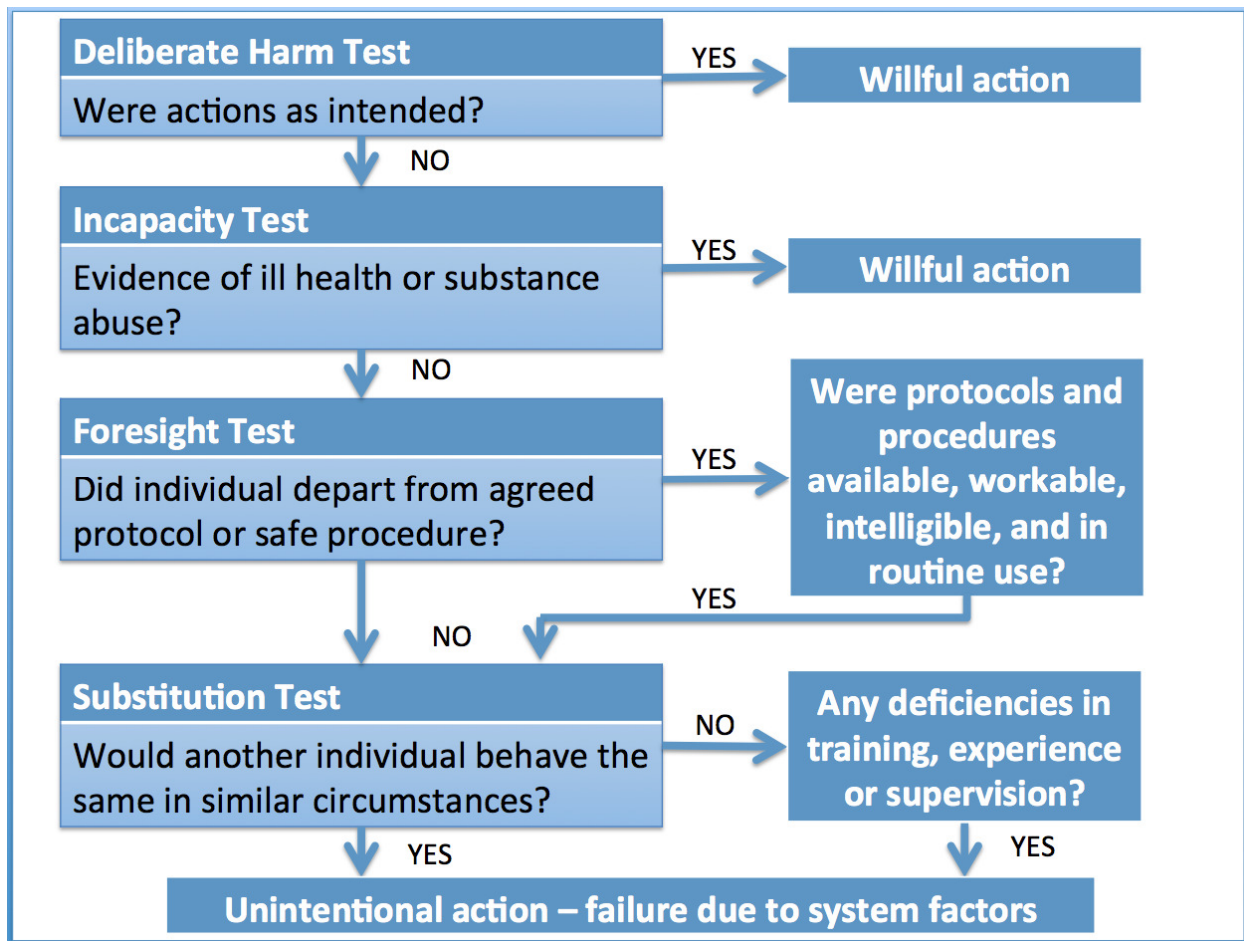 Deliberate Harm Test
Were actions as intended?
YES
Willful action
NO
Incapacity Test
Evidence of ill health or substance
abuse?
YES
Willful action
NO
Foresight Test
Did individual depart from agreed
protocol or safe procedure?
YES
Were protocols and
procedures
available, workable,
intelligible, and in
routine use?
YES
NO
Substitution Test
Would another individual behave the
same in similar circumstances?
NO
Any deficiencies in
training, experience
or supervision?
YES
YES
Unintentional action – failure due to system factors